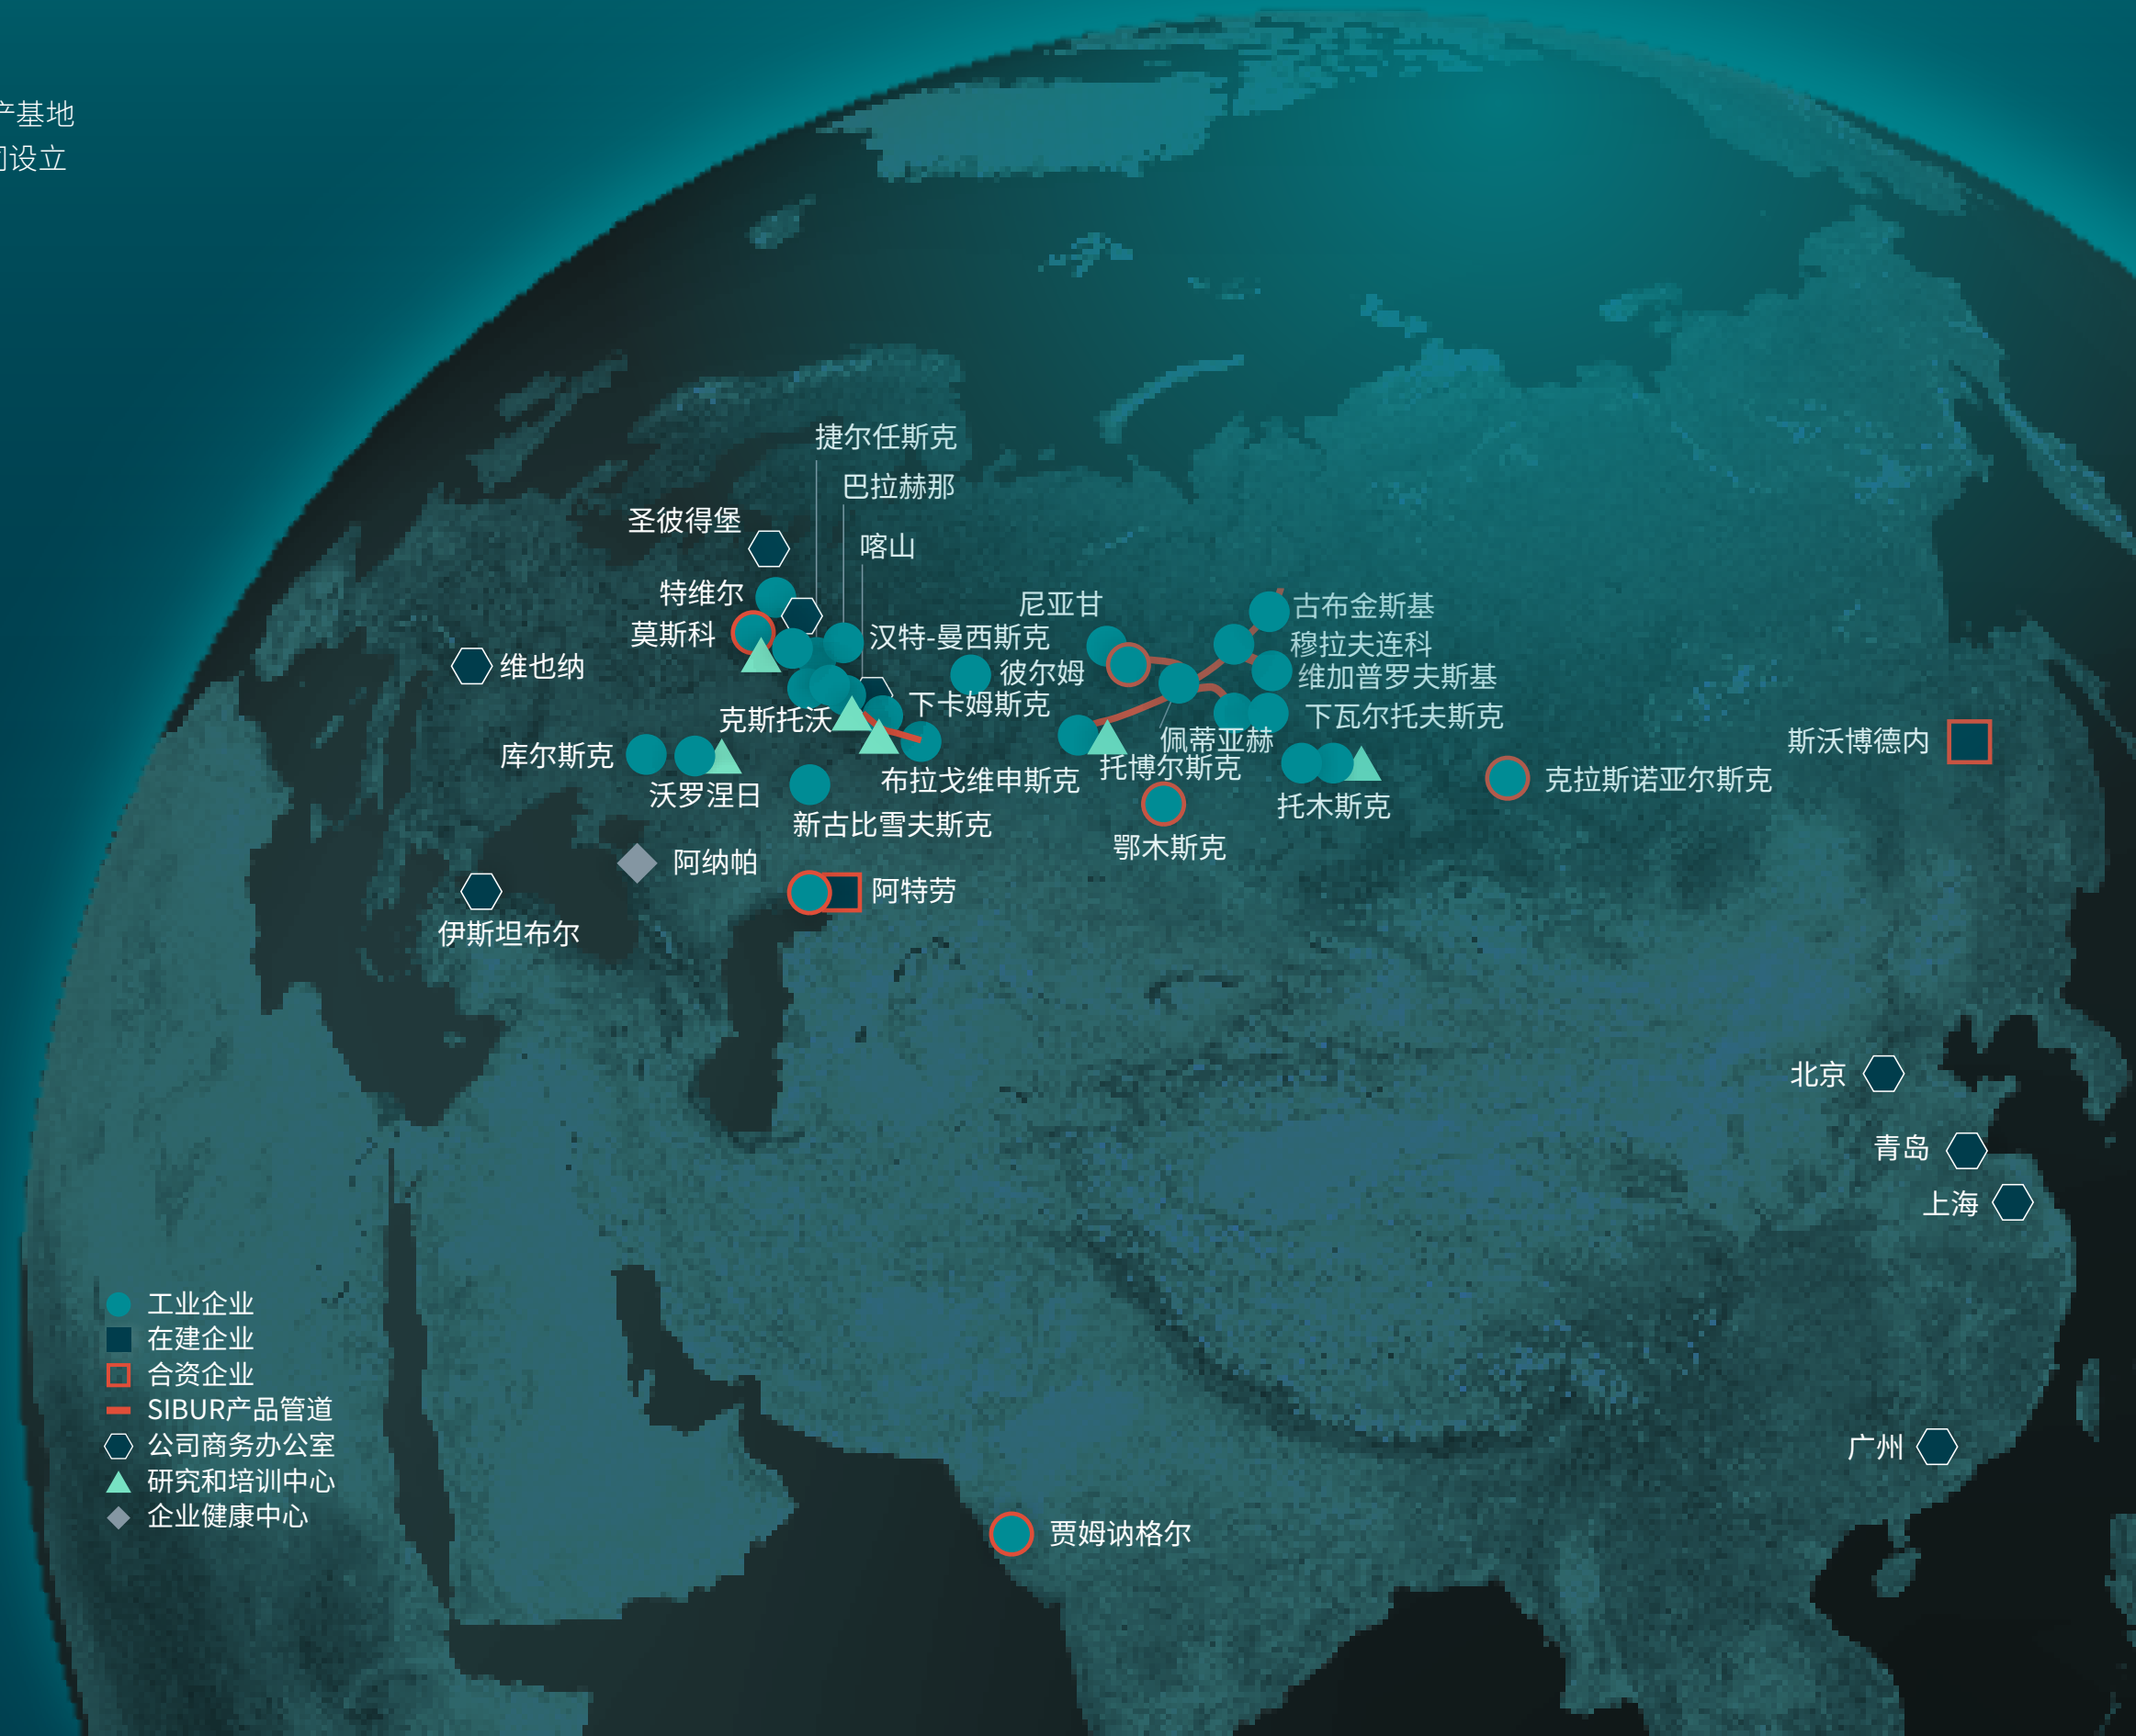 产基地
设立
捷尔任斯克
巴拉赫那
喀山
圣彼得堡
特维尔
莫斯科
维也纳
汉特-曼西斯克
彼尔姆
下卡姆斯克
克斯托沃
库尔斯克
沃罗涅日
布拉戈维申斯克
新古比雪夫斯克
阿纳帕
阿特劳
伊斯坦布尔
尼亚甘
古布金斯基
穆拉夫连科
维加普罗夫斯基
下瓦尔托夫斯克
佩蒂亚赫
托博尔斯克
托木斯克
鄂木斯克
克拉斯诺亚尔斯克
斯沃博德内
北京
青岛
上海
广州
贾姆讷格尔
工业企业
在建企业
合资企业
SIBUR产品管道
公司商务办公室
研究和培训中心
企业健康中心